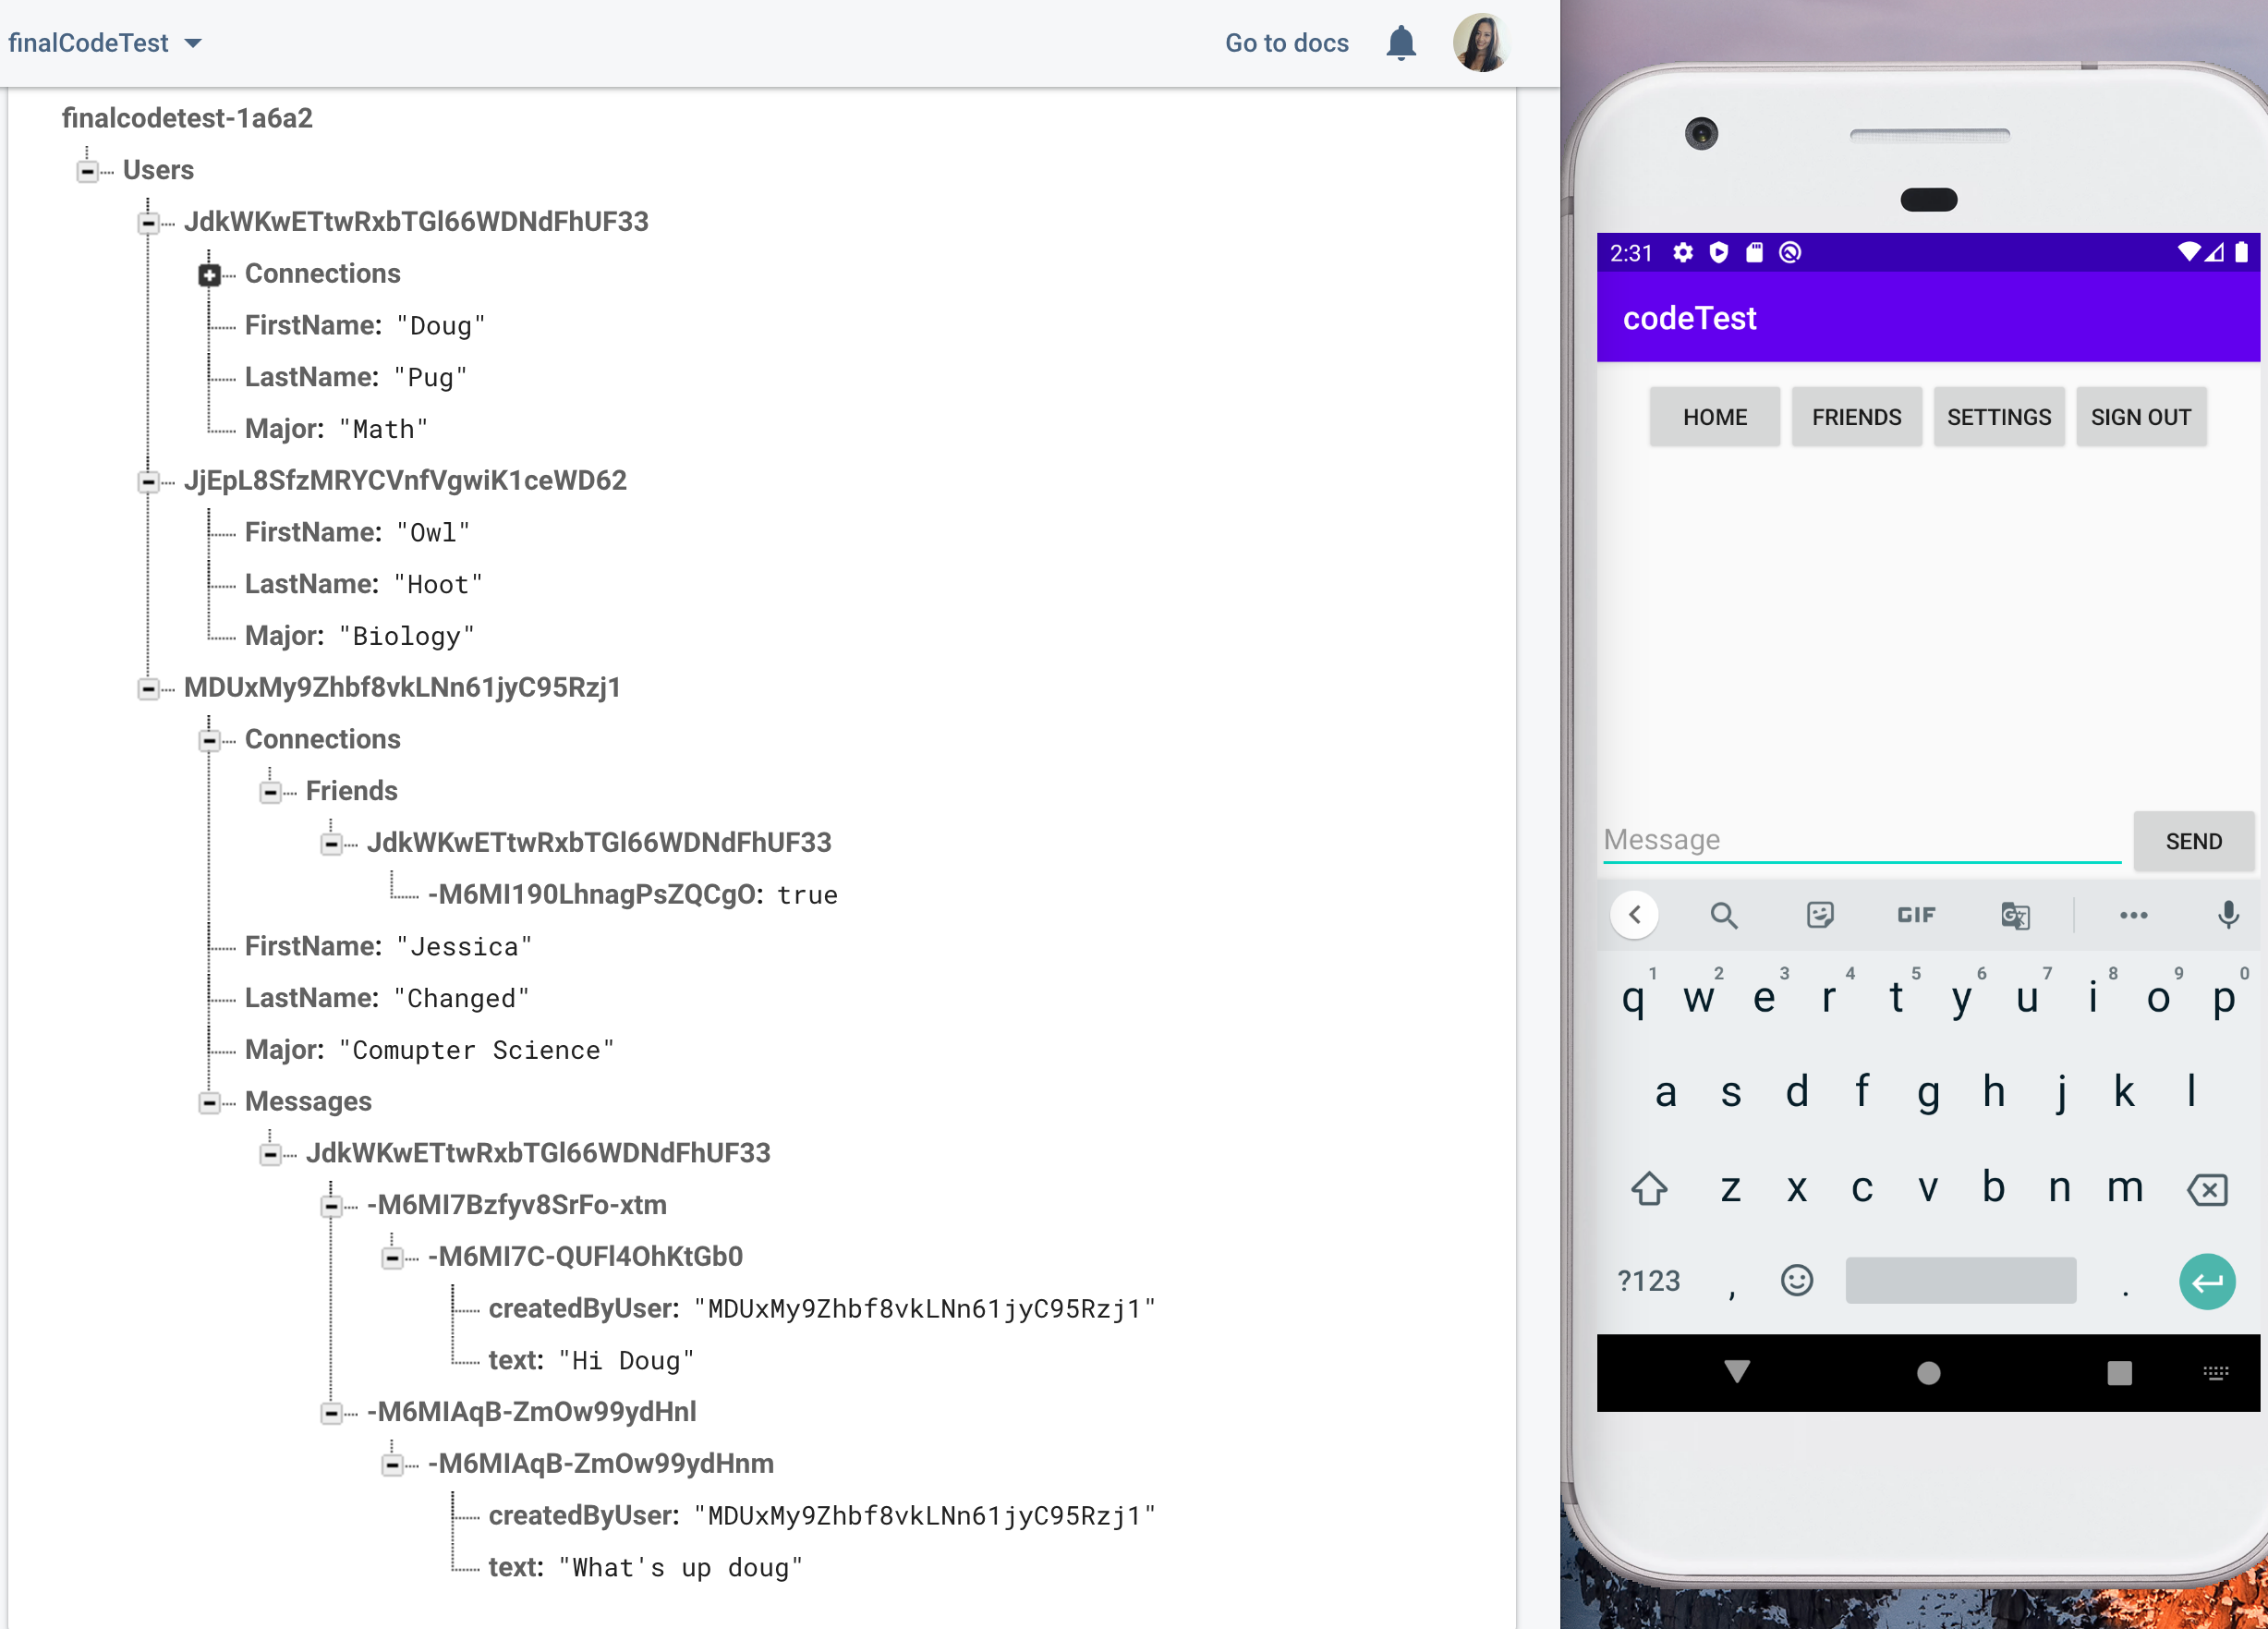 finalCodeTest
Go to docs
finalcodetest-1a6a2
Users
JdkWKwETtwRxbTGl66WDNdFhUF33
Connections
FirstName: "Doug"
LastName: "Pug"
Major: "Math"
JjEpL8SfzMRYCVnfVgwiK1ceWD62
FirstName: "Owl"
LastName: "Hoot"
Major: "Biology"
MDUxMy9Zhbf8vkLNn61jyC95Rzj1
Connections
Friends
JdkWKwETtwRxbTGl66WDNdFhUF33
-M6MI190LhnagPsZQCgO: true
FirstName: "Jessica"
LastName: "Changed"
Major: "Comupter Science"
Messages
JdkWKwETtwRxbTGl66WDNdFhUF33
-M6MI7Bzfyv8SrFo-xtm
-M6MI7C-QUFl4OhKtGb0
createdByUser: "MDUxMy9Zhbf8vkLNn61jyC95Rzj1"
text: "Hi Doug"
-M6MIAqB-ZmOw99ydHnl
-M6MIAqB-ZmOw99ydHnm
createdByUser: "MDUxMy9Zhbf8vkLNn61jyC95Rzj1"
text: "What's up doug"
2:31
codeTest
HOME FRIENDS SETTINGS SIGN OUT
Message SEND
GIF
1 2 3 4 5 6 7 8 9 0
q w e r t y u i o p
a s d f g h j k l
z x c v b n m
?123 , .